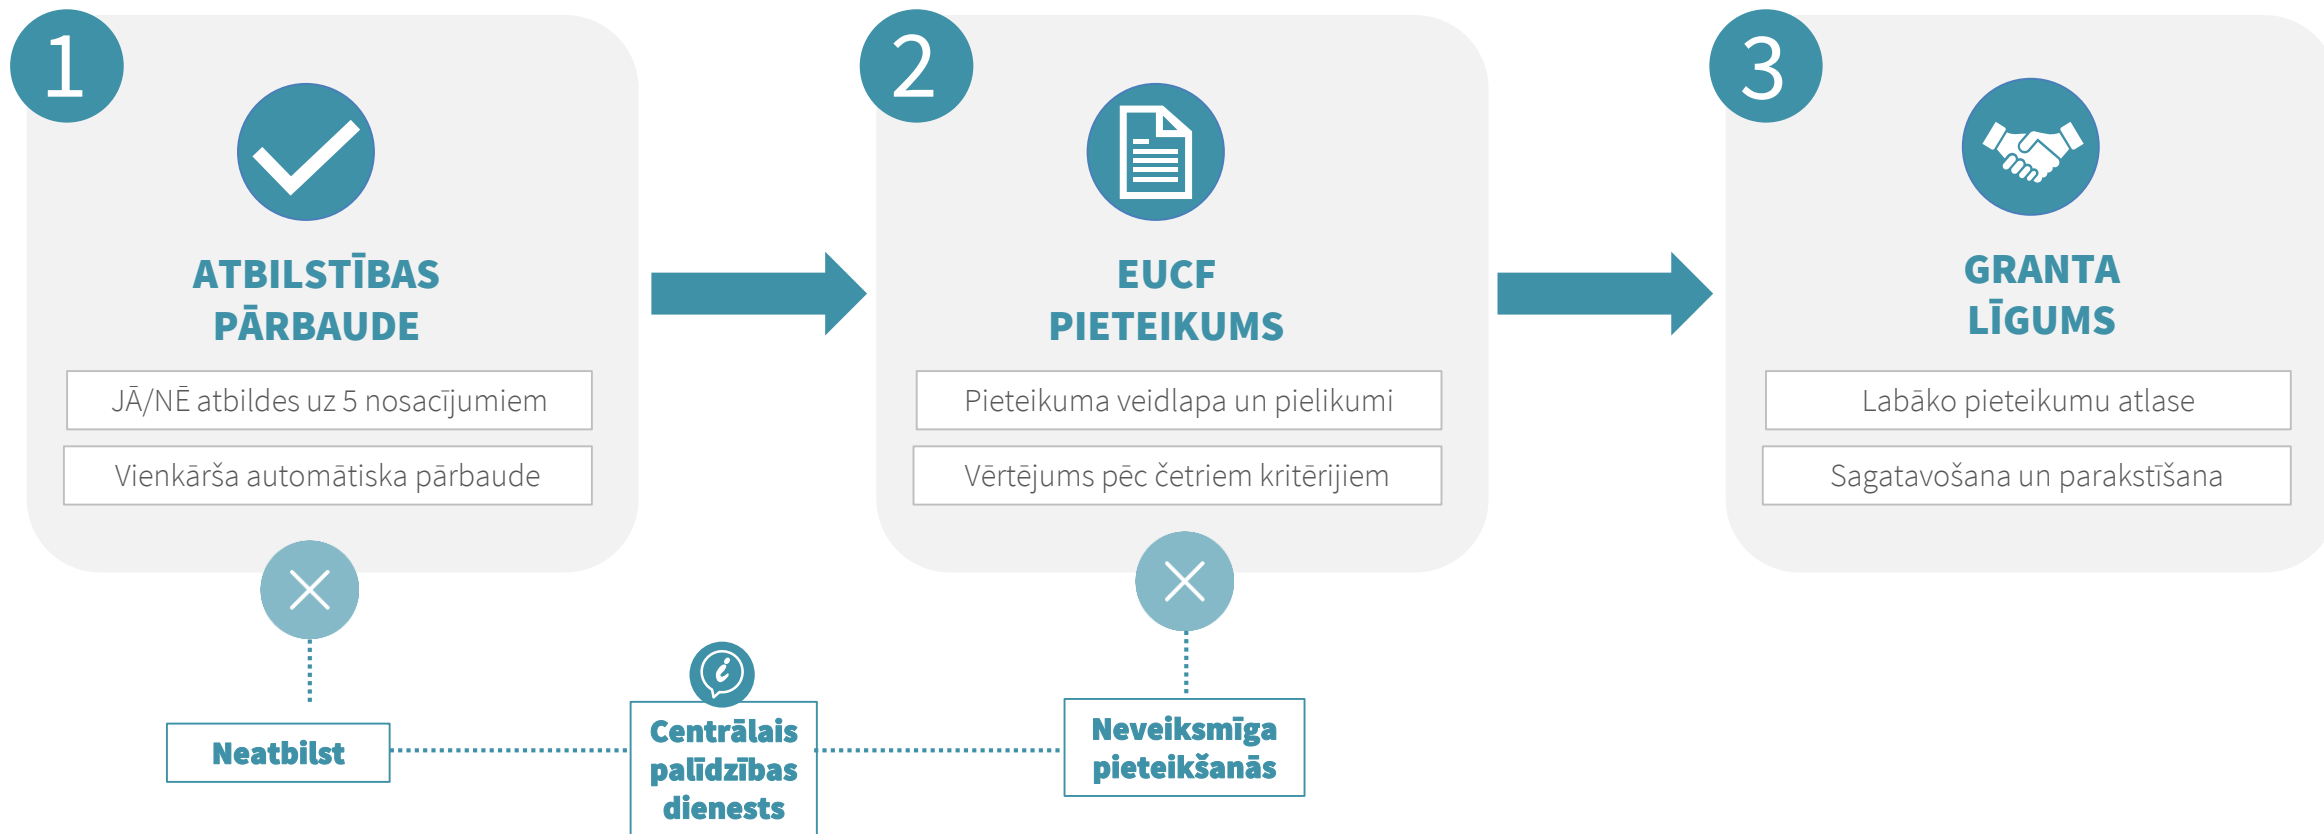 1
ATBILSTĪBAS
PĀRBAUDE
JĀ/NĒ atbildes uz 5 nosacījumiem
Vienkārša automātiska pārbaude
2
EUCF
PIETEIKUMS
Pieteikuma veidlapa un pielikumi
Vērtējums pēc četriem kritērijiem
3
GRANTA
LĪGUMS
Labāko pieteikumu atlase
Sagatavošana un parakstīšana
Neatbilst
i
Centrālais
palīdzības
dienests
Neveiksmīga
pieteikšanās